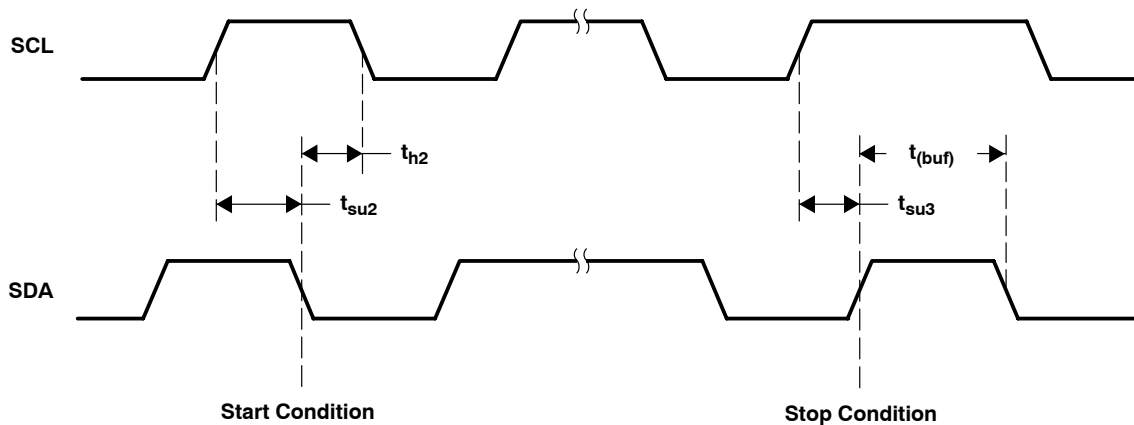 SCL
t(buf)
th2
tsu2
tsu3
SDA
Start Condition
Stop Condition